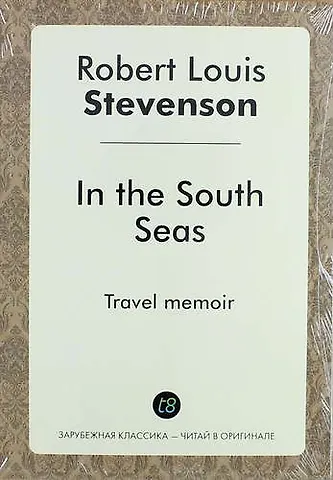 Robert Louis
Stevenson
In the South
Seas
Travel memoir
t8
ЗАРУБЕЖНАЯ КЛАССИКА — ЧИТАЙ В ОРИГИНАЛЕ